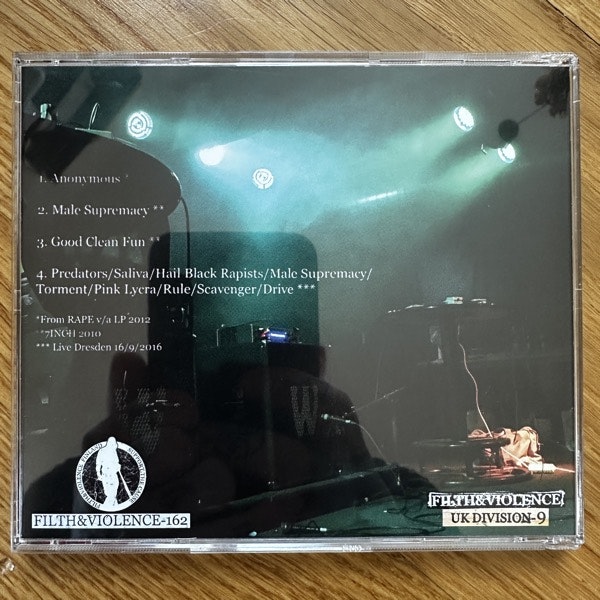 1. Anonymous *
2. Male Supremacy **
3. Good Clean Fun **
4. Predators/Saliva/Hail Black Rapists/Male Supremacy/
Torment/Pink Lycra/Rule/Scavenger/Drive ***
*From RAPE v/a LP 2012
**7INCH 2010
*** Live Dresden 16/9/2016
FILTH&VIOLENCE-162
FILTH&VIOLENCE
UK DIVISION-9